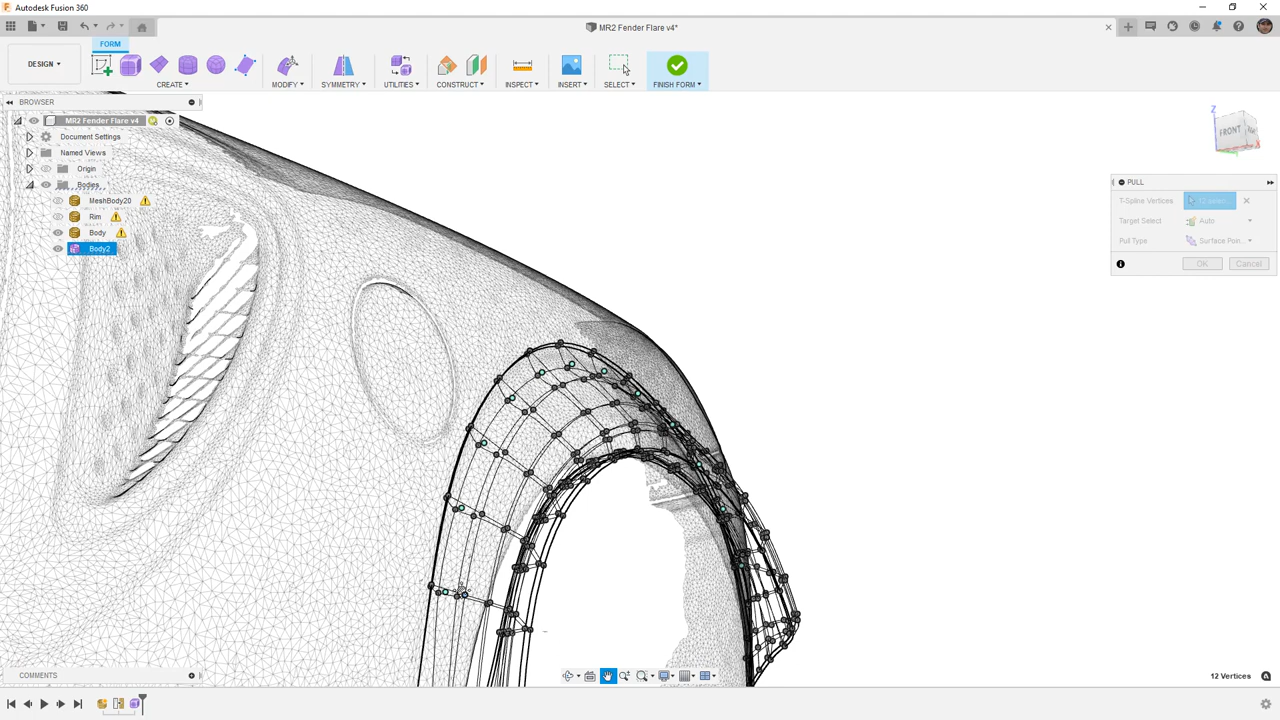 Autodesk Fusion 360
MR2 Fender Flare v4*
FORM
DESIGN
CREATE
MODIFY
SYMMETRY
UTILITIES
CONSTRUCT
INSPECT
INSERT
SELECT
FINISH FORM
BROWSER
MR2 Fender Flare v4
Document Settings
Named Views
Origin
Bodies
MeshBody20
Rim
Body
Body2
Z
FRONT
X
PULL
T-Spline Vertices
12 selec...
Target Select
Auto
Pull Type
Surface Poin...
OK
Cancel
COMMENTS
12 Vertices